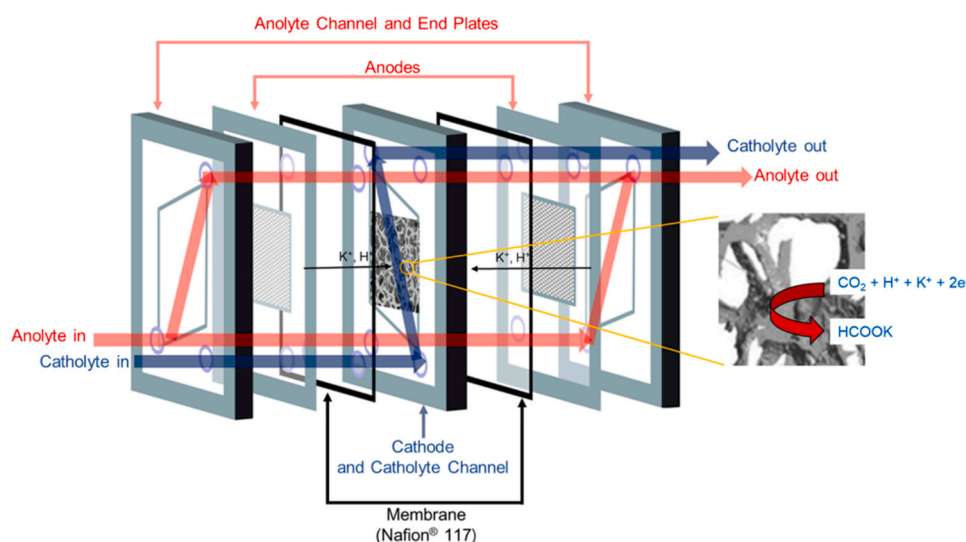 Anolyte Channel and End Plates
Anodes
Catholyte out
Anolyte out
K⁺, H⁺
K⁺, H⁺
CO₂ + H⁺ + K⁺ + 2e
HCOOK
Anolyte in
Catholyte in
Cathode
and Catholyte Channel
Membrane
(Nafion® 117)